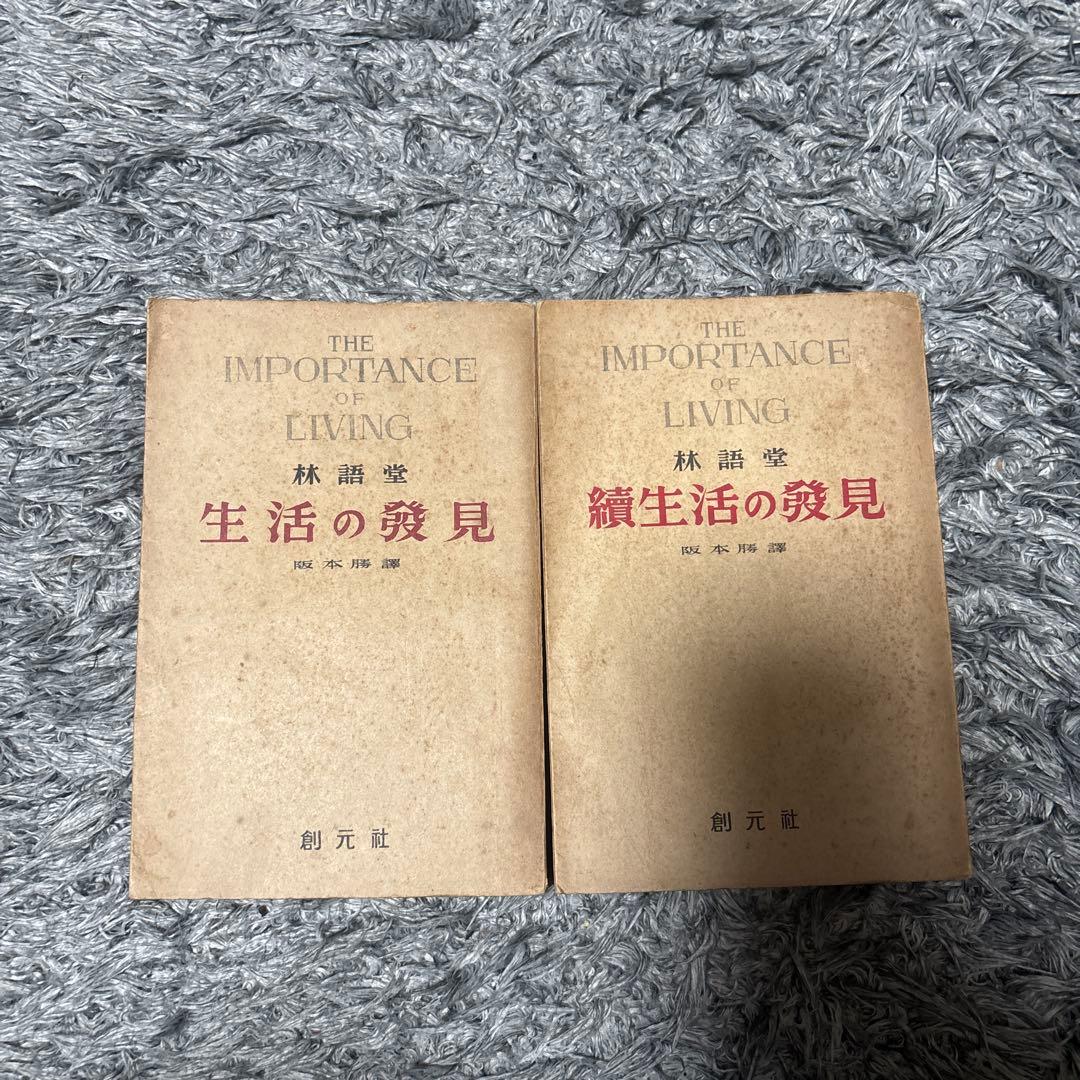 THE
IMPORTANCE
OF
LIVING
林語堂
生活の發見
阪本勝譯
創元社
THE
IMPORTANCE
OF
LIVING
林語堂
續生活の發見
阪本勝譯
創元社